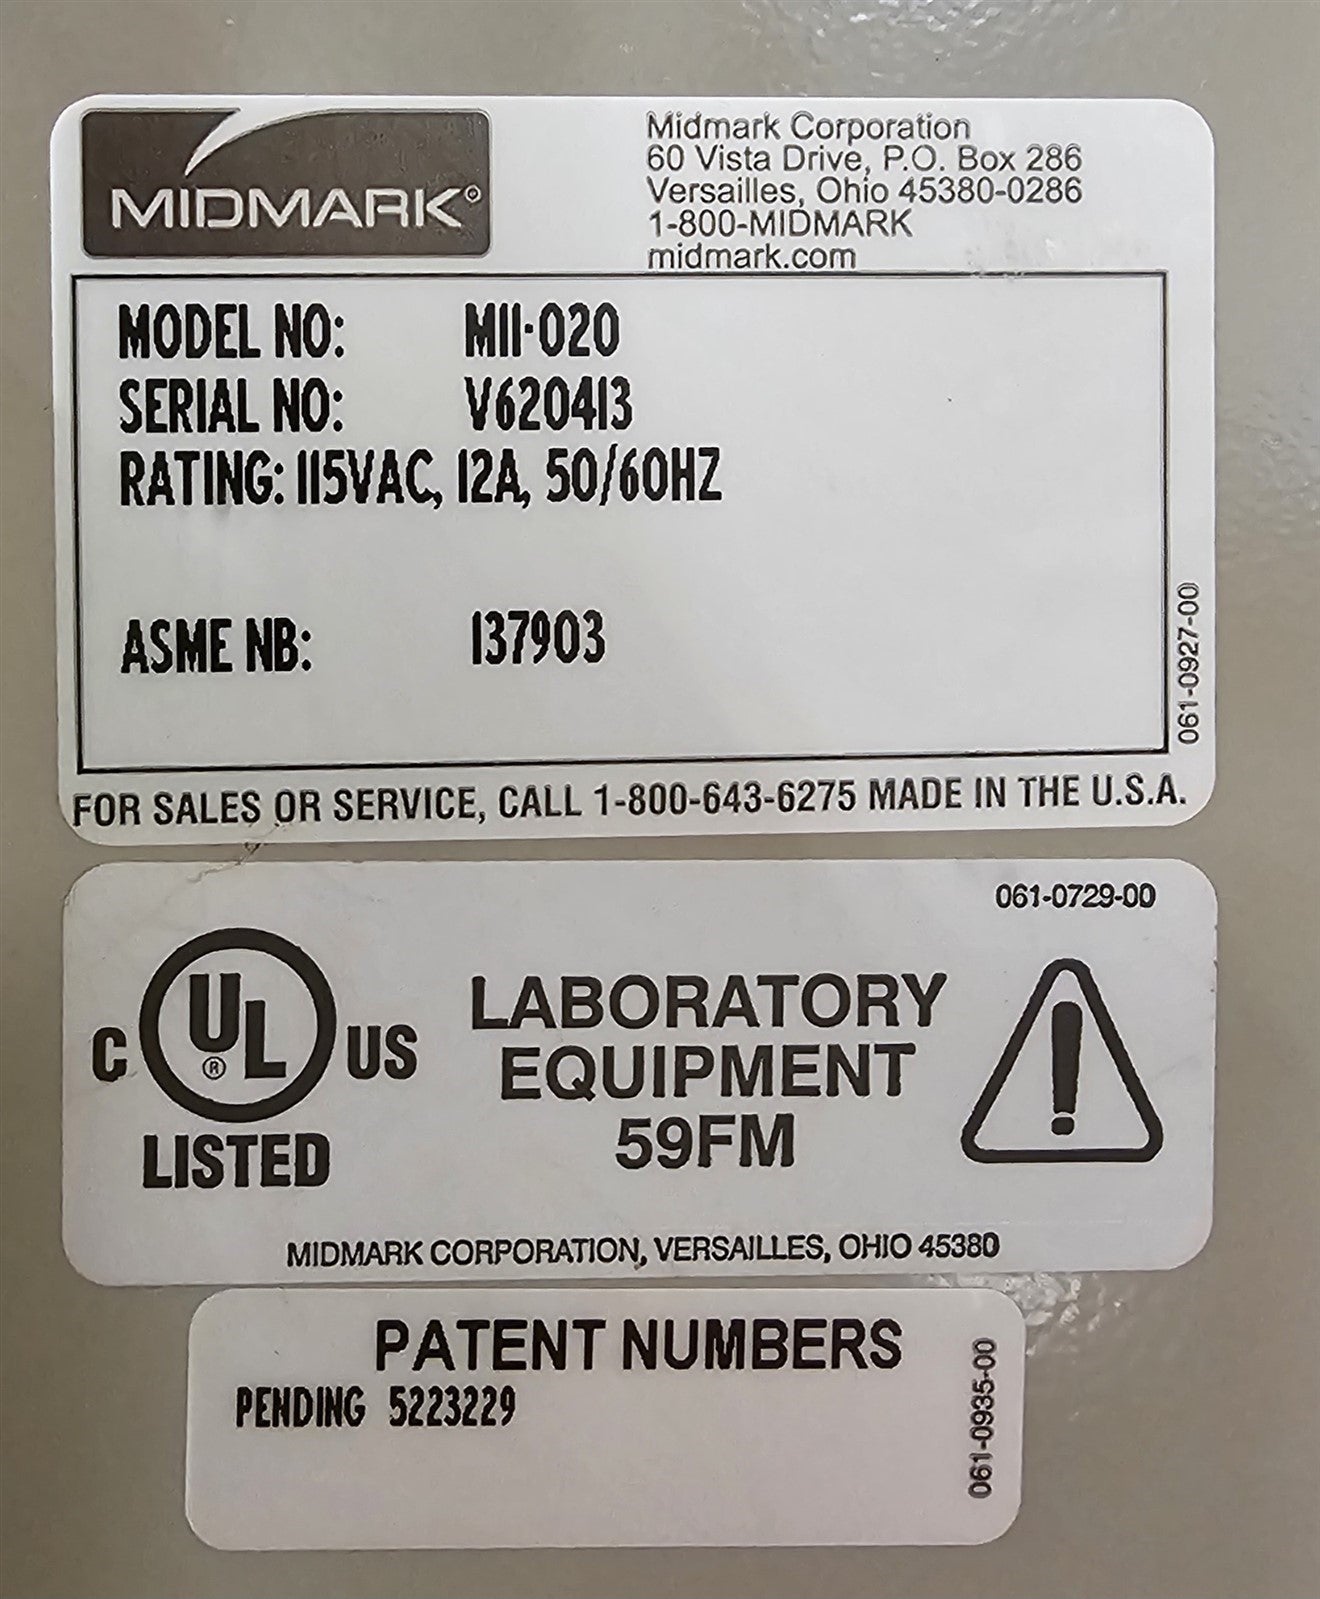 MIDMARK®
Midmark Corporation
60 Vista Drive, P.O. Box 286
Versailles, Ohio 45380-0286
1-800-MIDMARK
midmark.com
MODEL NO: M11-020
SERIAL NO: V620413
RATING: 115VAC, 12A, 50/60HZ
ASME NB: 137903
061-0927-00
FOR SALES OR SERVICE, CALL 1-800-643-6275 MADE IN THE U.S.A.
061-0729-00
C UL® US
LISTED
LABORATORY
EQUIPMENT
59FM
!
MIDMARK CORPORATION, VERSAILLES, OHIO 45380
PATENT NUMBERS
PENDING 5223229
061-0935-00